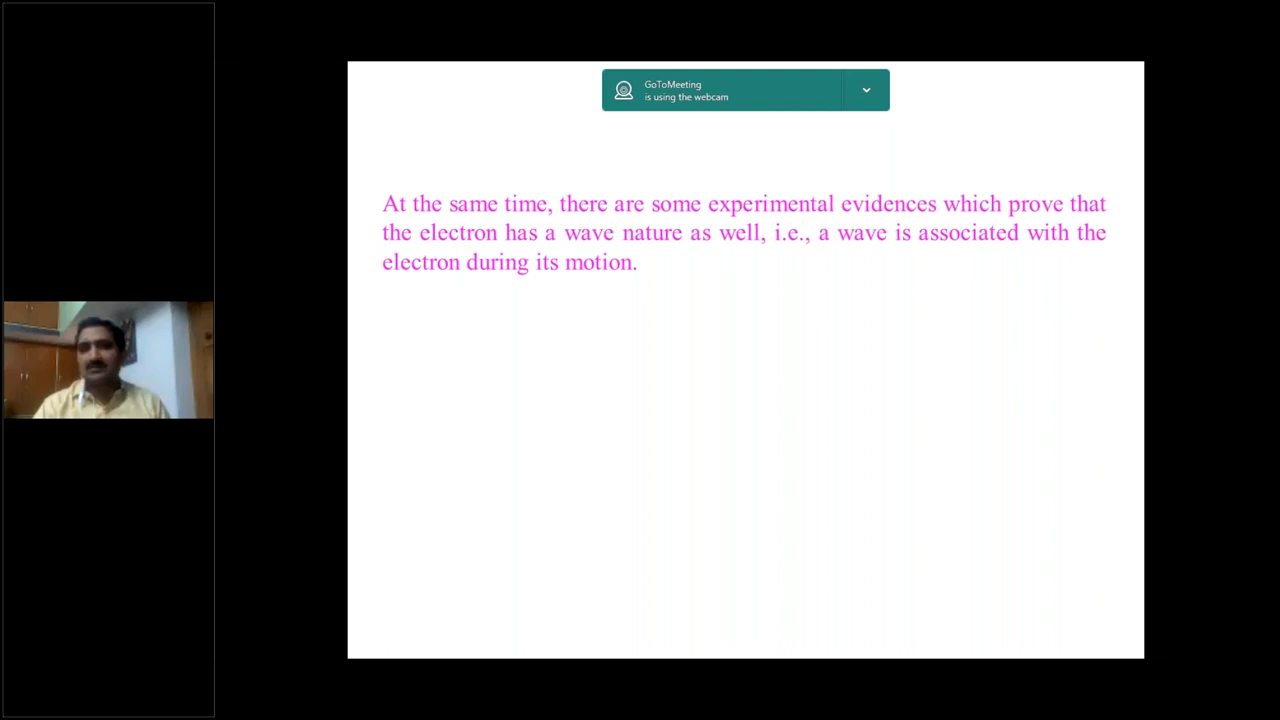 GoToMeeting
is using the webcam
At the same time, there are some experimental evidences which prove that
the electron has a wave nature as well, i.e., a wave is associated with the
electron during its motion.